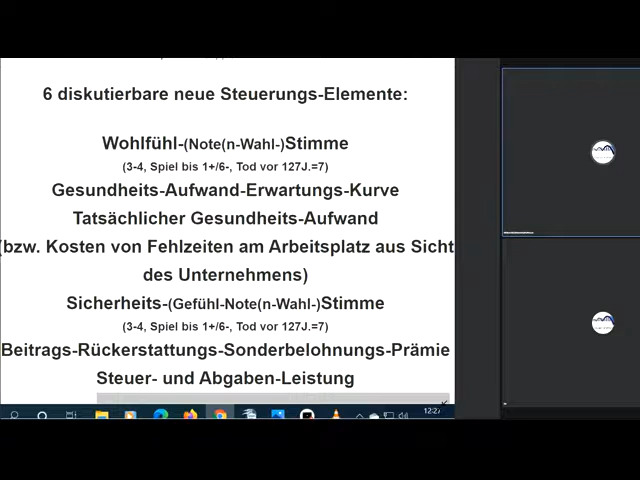 6 diskutierbare neue Steuerungs-Elemente:
Wohlfühl-(Note(n-Wahl-)Stimme
(3-4, Spiel bis 1+/6-, Tod vor 127J.=7)
Gesundheits-Aufwand-Erwartungs-Kurve
Tatsächlicher Gesundheits-Aufwand
(bzw. Kosten von Fehlzeiten am Arbeitsplatz aus Sicht
des Unternehmens)
Sicherheits-(Gefühl-Note(n-Wahl-)Stimme
(3-4, Spiel bis 1+/6-, Tod vor 127J.=7)
Beitrags-Rückerstattungs-Sonderbelohnungs-Prämie
Steuer- und Abgaben-Leistung
12:27